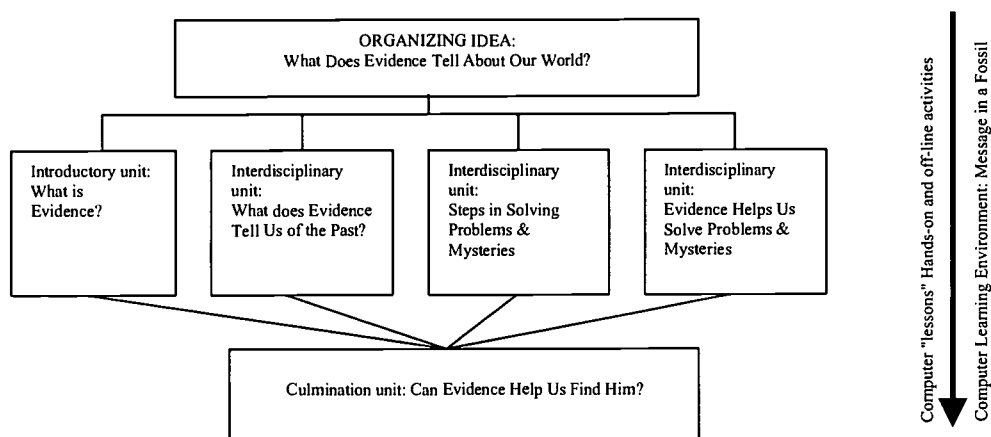 ORGANIZING IDEA:
What Does Evidence Tell About Our World?
Introductory unit:
What is
Evidence?
Interdisciplinary
unit:
What does Evidence
Tell Us of the Past?
Interdisciplinary
unit:
Steps in Solving
Problems &
Mysteries
Interdisciplinary
unit:
Evidence Helps Us
Solve Problems &
Mysteries
Culmination unit: Can Evidence Help Us Find Him?
Computer "lessons" Hands-on and off-line activities
Computer Learning Environment: Message in a Fossil